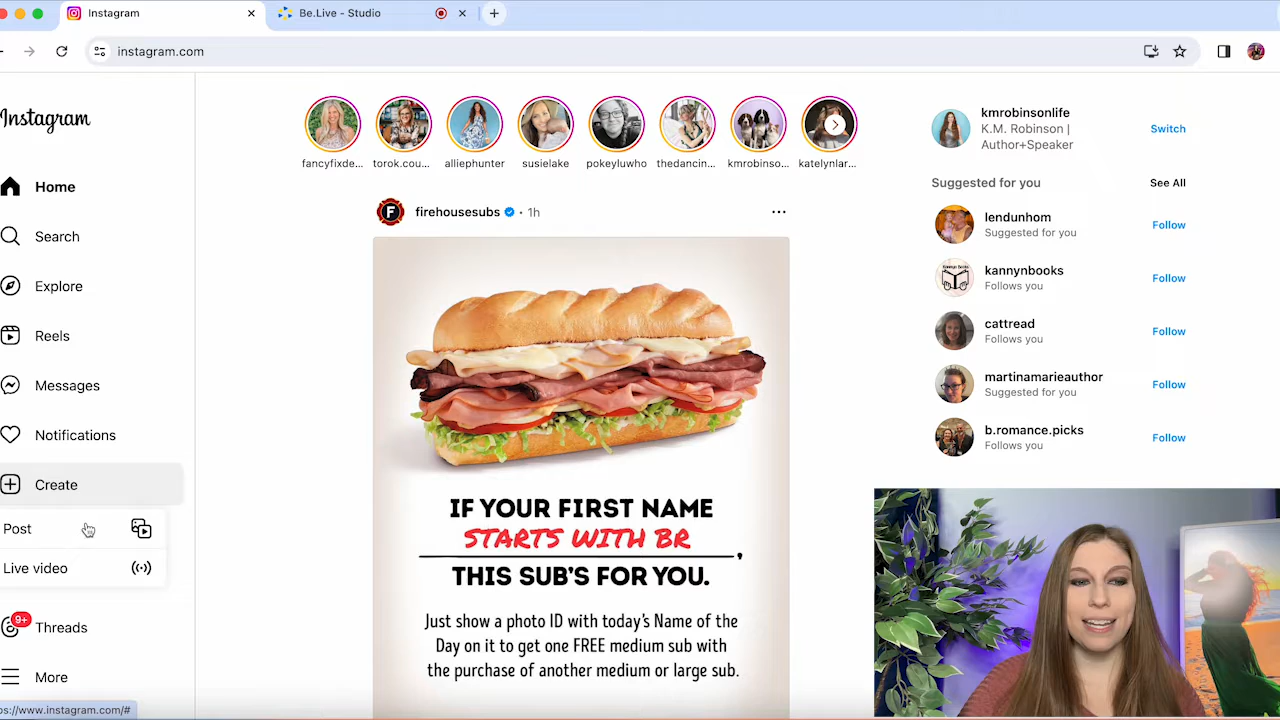 Instagram
Be.Live - Studio
instagram.com
Instagram
Home
Search
Explore
Reels
Messages
Notifications
Create
Post
Live video
9+
Threads
More
ps://www.instagram.com/#
fancyfixde...
torok.cou...
alliephunter
susielake
pokeyluwho
thedancin...
kmrobinso...
katelynlar...
F
firehousesubs • 1h
IF YOUR FIRST NAME
STARTS WITH BR
,
THIS SUB'S FOR YOU.
Just show a photo ID with today's Name of the
Day on it to get one FREE medium sub with
the purchase of another medium or large sub.
kmrobinsonlife
K.M. Robinson |
Author+Speaker
Switch
Suggested for you
See All
lendunhom
Suggested for you
Follow
kannynbooks
Follows you
Follow
cattread
Follows you
Follow
martinamarieauthor
Suggested for you
Follow
b.romance.picks
Follows you
Follow